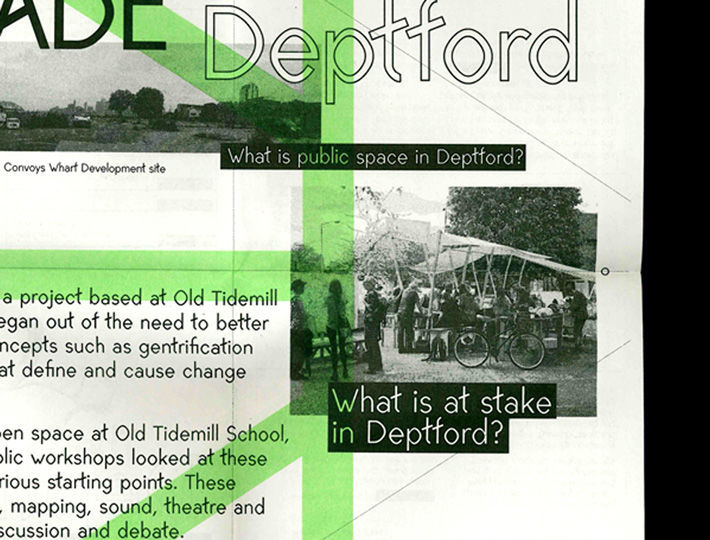 ADE
Deptford
What is public space in Deptford?
Convoys Wharf Development site
a project based at Old Tidemill
egan out of the need to better
ncepts such as gentrification
at define and cause change
What is at stake
in Deptford?
en space at Old Tidemill School,
lic workshops looked at these
rious starting points. These
, mapping, sound, theatre and
scussion and debate.